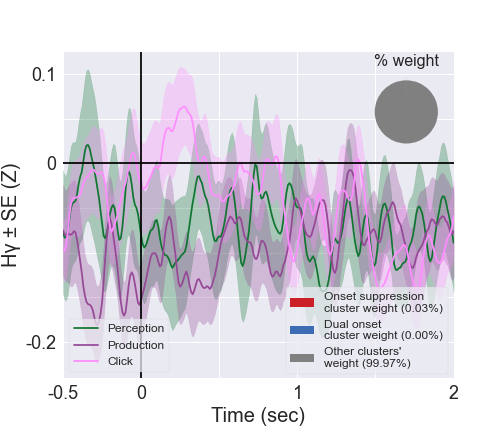 % weight
0.1
0
-0.2
Hγ ± SE (Z)
Perception
Production
Click
Onset suppression
cluster weight (0.03%)
Dual onset
cluster weight (0.00%)
Other clusters'
weight (99.97%)
-0.5
0
1
2
Time (sec)